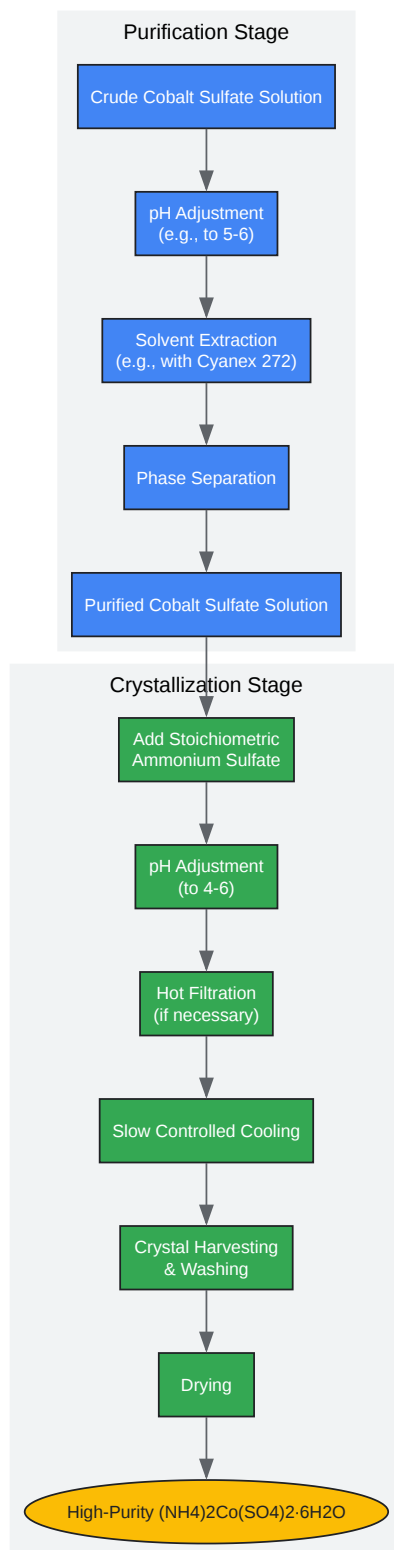 Purification Stage
Crude Cobalt Sulfate Solution
pH Adjustment
(e.g., to 5-6)
Solvent Extraction
(e.g., with Cyanex 272)
Phase Separation
Purified Cobalt Sulfate Solution
Crystallization Stage
Add Stoichiometric
Ammonium Sulfate
pH Adjustment
(to 4-6)
Hot Filtration
(if necessary)
Slow Controlled Cooling
Crystal Harvesting
& Washing
Drying
High-Purity (NH4)2Co(SO4)2·6H2O